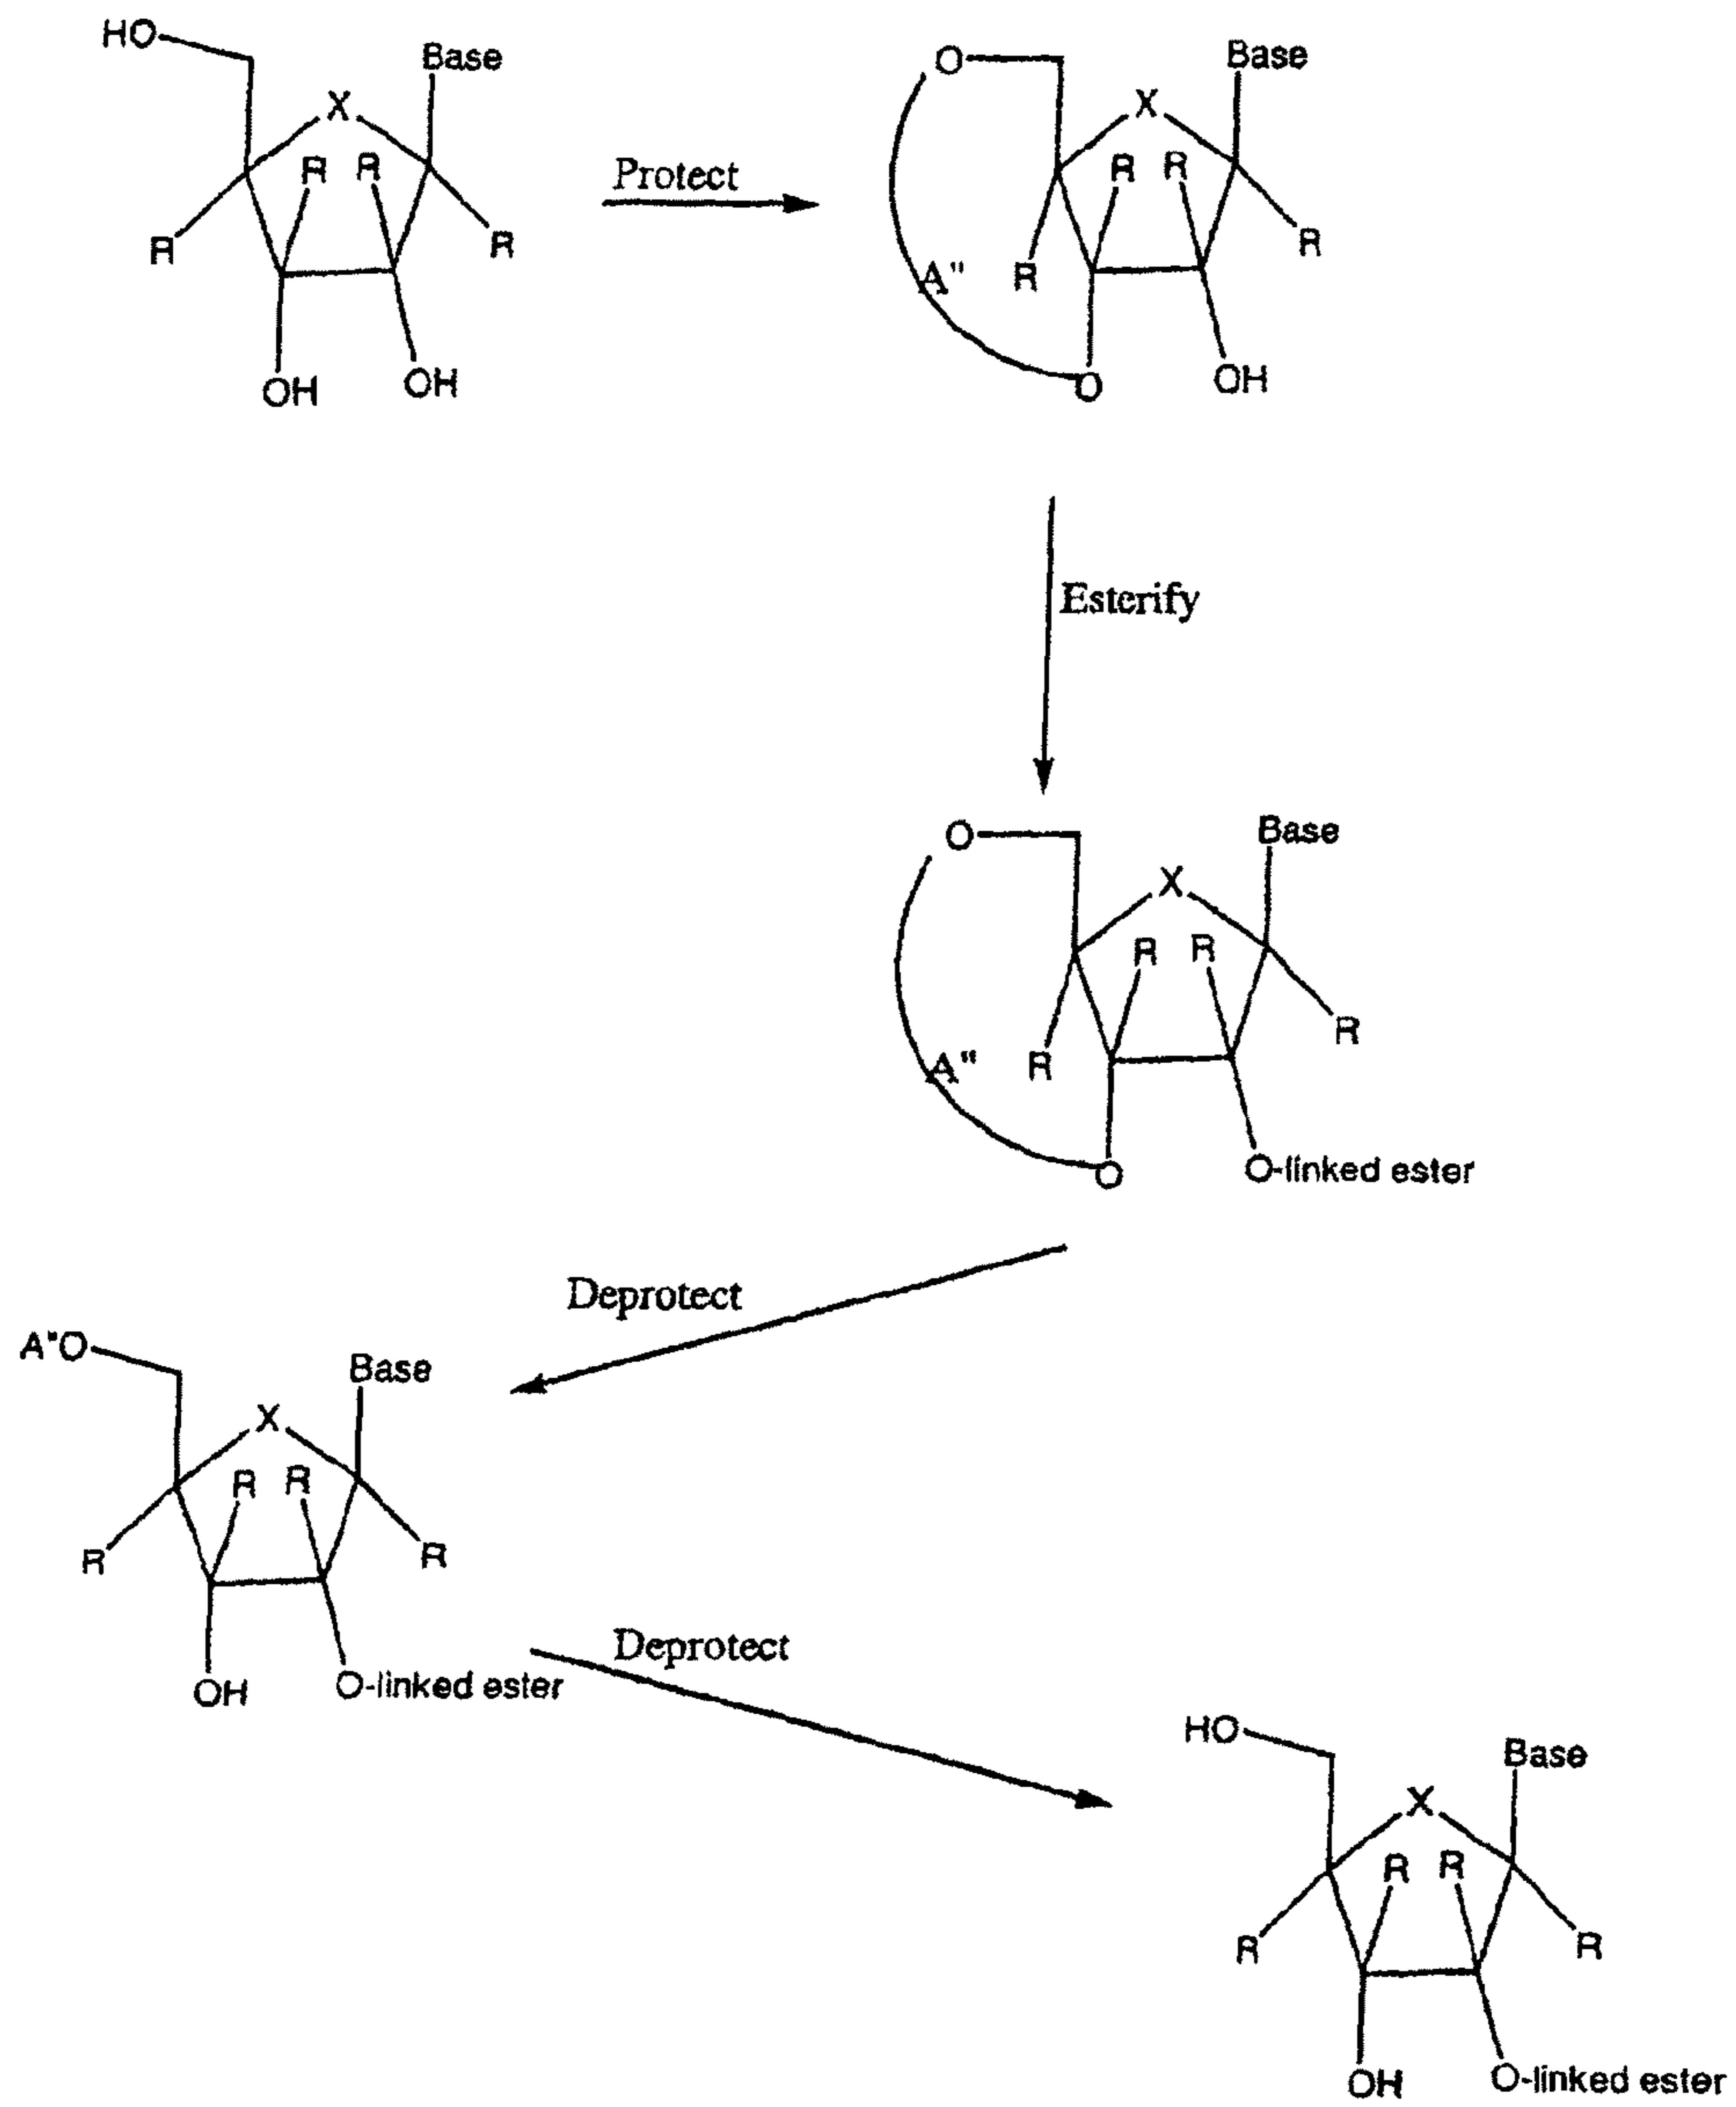 HO
Base
X
R
R
R
R
OH
OH
Protect
O
Base
X
R
R
R
R
A"
O
OH
Esterify
O
Base
X
R
R
R
R
A"
O
O-linked ester
Deprotect
A"O
Base
X
R
R
R
R
OH
O-linked ester
Deprotect
HO
Base
X
R
R
R
R
OH
O-linked ester